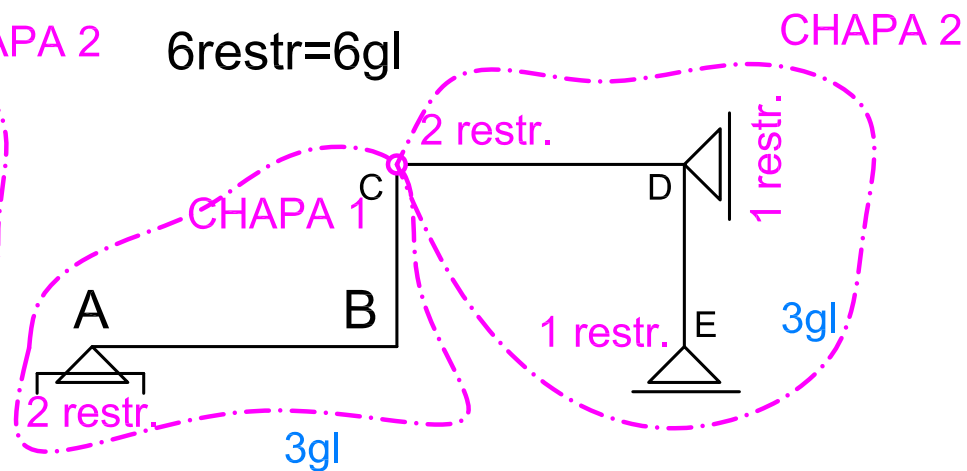 APA 2
6restr=6gl
CHAPA 2
2 restr.
1 restr.
C
D
CHAPA 1
A
B
1 restr.
E
3gl
2 restr.
3gl